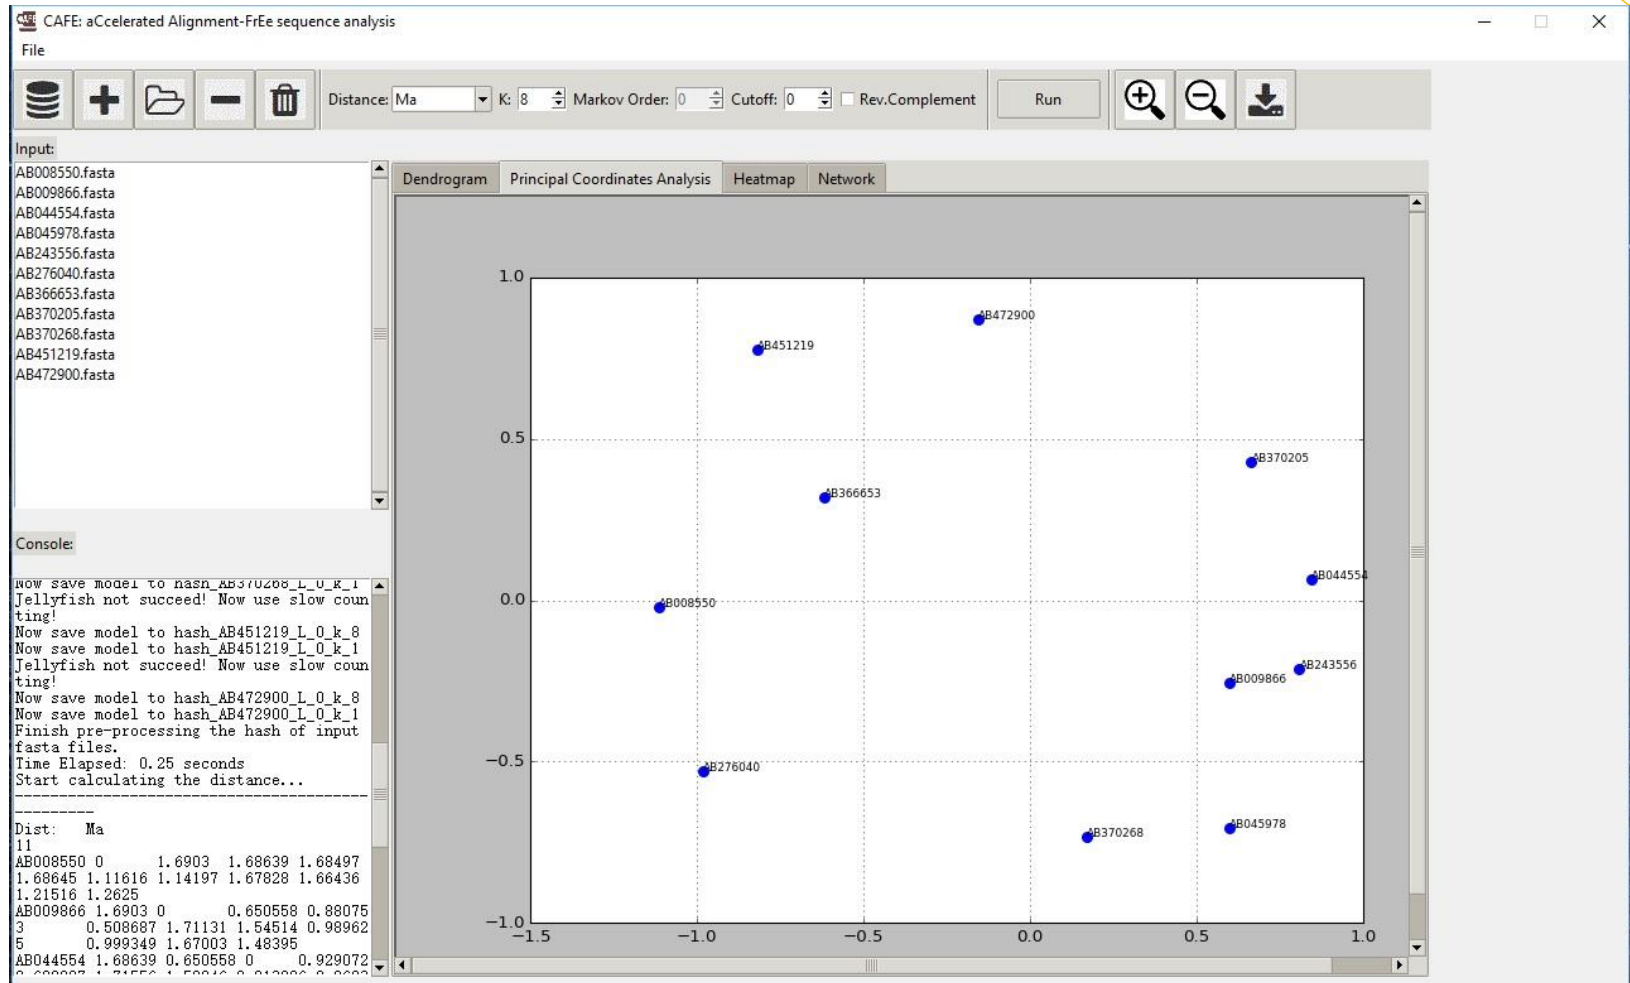 CAFE: aCcelerated Alignment-FrEe sequence analysis
File
Distance: Ma K: 8 Markov Order: 0 Cutoff: 0 Rev.Complement Run
Input:
AB008550.fasta
AB009866.fasta
AB044554.fasta
AB045978.fasta
AB243556.fasta
AB276040.fasta
AB366653.fasta
AB370205.fasta
AB370268.fasta
AB451219.fasta
AB472900.fasta
Dendrogram Principal Coordinates Analysis Heatmap Network
1.0
AB472900
AB451219
0.5
AB370205
AB366653
AB044554
0.0
AB008550
AB243556
AB009866
−0.5
AB276040
AB045978
AB370268
−1.0
−1.5 −1.0 −0.5 0.0 0.5 1.0
Console:
Now save model to hash_AB370268_L_0_k_1
Jellyfish not succeed! Now use slow coun
ting!
Now save model to hash_AB451219_L_0_k_8
Now save model to hash_AB451219_L_0_k_1
Jellyfish not succeed! Now use slow coun
ting!
Now save model to hash_AB472900_L_0_k_8
Now save model to hash_AB472900_L_0_k_1
Finish pre-processing the hash of input
fasta files.
Time Elapsed: 0.25 seconds
Start calculating the distance...
----------------------------------------
---------
Dist: Ma
11
AB008550 0 1.6903 1.68639 1.68497
1.68645 1.11616 1.14197 1.67828 1.66436
1.21516 1.2625
AB009866 1.6903 0 0.650558 0.88075
3 0.508687 1.71131 1.54514 0.98962
5 0.999349 1.67003 1.48395
AB044554 1.68639 0.650558 0 0.929072